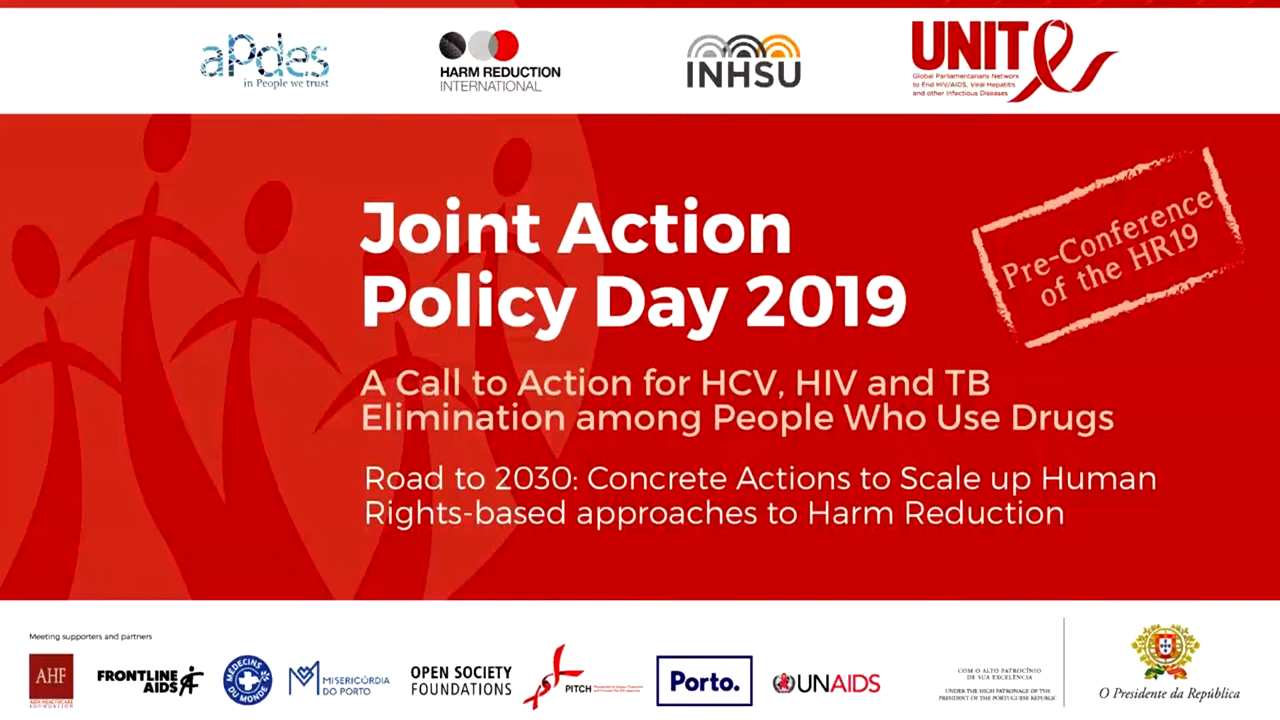 aPdes
in People we trust
HARM REDUCTION
INTERNATIONAL
INHSU
UNITe
Global Parliamentarians Network
to End HIV/AIDS, Viral Hepatitis
and other Infectious Diseases
Joint Action
Policy Day 2019
Pre-Conference
of the HR19
A Call to Action for HCV, HIV and TB
Elimination among People Who Use Drugs
Road to 2030: Concrete Actions to Scale up Human
Rights-based approaches to Harm Reduction
Meeting supporters and partners
AHF
AIDS HEALTHCARE
FOUNDATION
FRONTLINE
AIDS
MÉDECINS DU MONDE
MISERICÓRDIA
DO PORTO
OPEN SOCIETY
FOUNDATIONS
PITCH
Porto.
UNAIDS
COM O ALTO PATROCÍNIO
DE SUA EXCELÊNCIA
UNDER THE HIGH PATRONAGE OF THE
PRESIDENT OF THE PORTUGUESE REPUBLIC
O Presidente da República